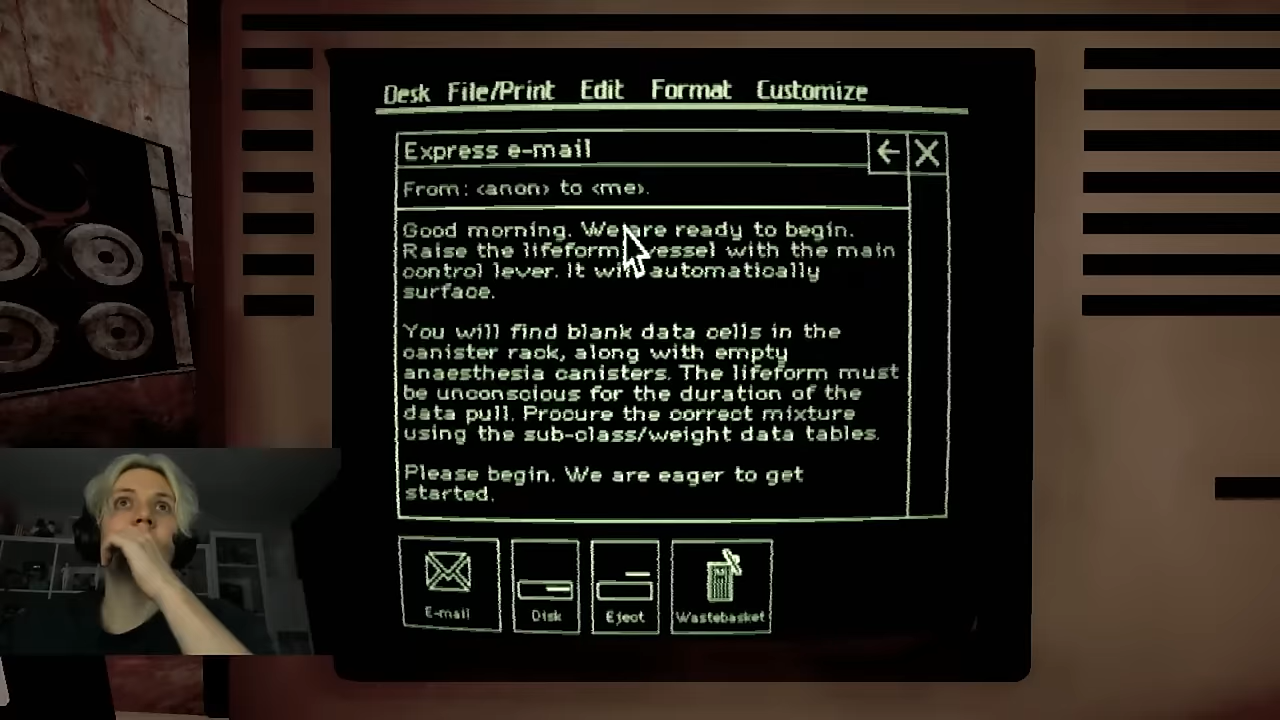 Desk File/Print Edit Format Customize
Express e-mail
From: <anon> to <me>.
Good morning. We are ready to begin.
Raise the lifeform vessel with the main
control lever. It will automatically
surface.
You will find blank data cells in the
canister rack, along with empty
anaesthesia canisters. The lifeform must
be unconscious for the duration of the
data pull. Procure the correct mixture
using the sub-class/weight data tables.
Please begin. We are eager to get
started.
E-mail Disk Eject Wastebasket